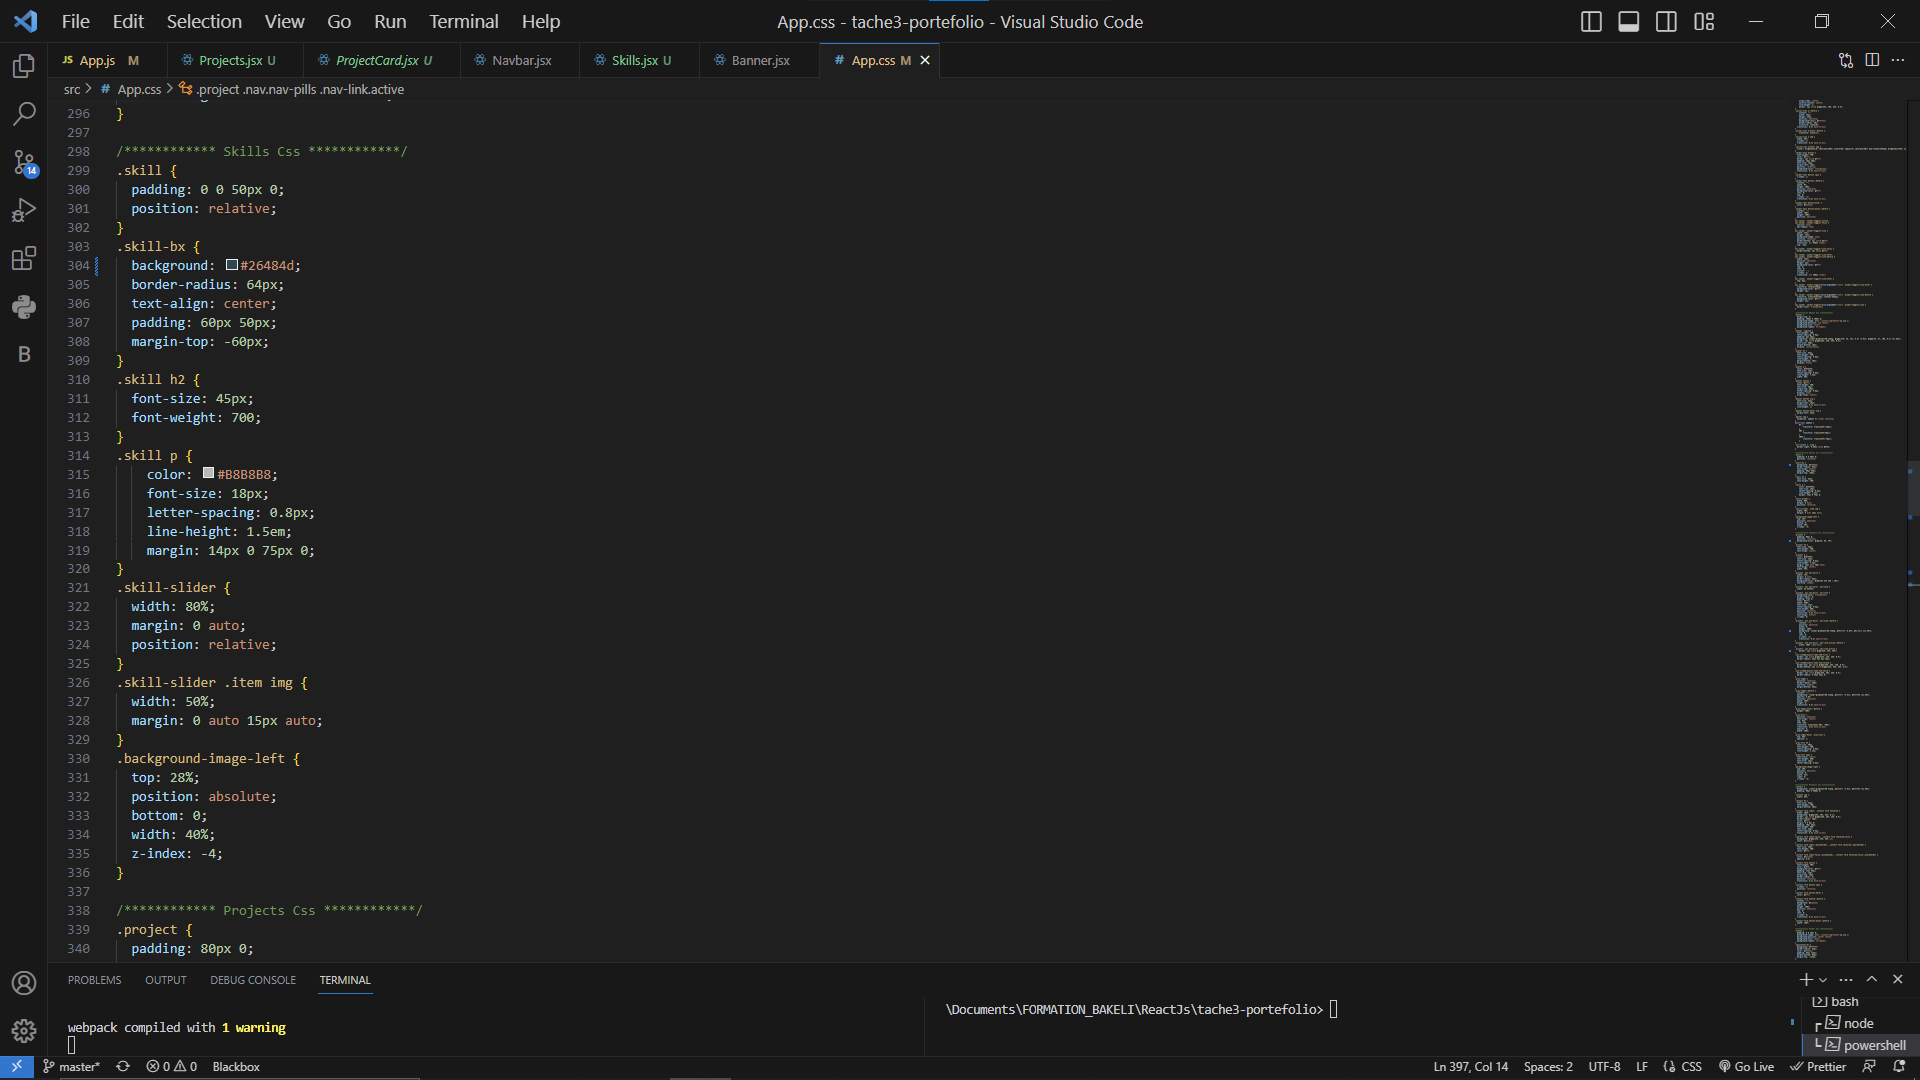 File Edit Selection View Go Run Terminal Help App.css - tache3-portefolio - Visual Studio Code
JS App.js M Projects.jsx U ProjectCard.jsx U Navbar.jsx Skills.jsx U Banner.jsx # App.css M
src > # App.css > .project .nav.nav-pills .nav-link.active
296 }
297
298 /************ Skills Css ************/
299 .skill {
300 padding: 0 0 50px 0;
301 position: relative;
302 }
303 .skill-bx {
304 background: #26484d;
305 border-radius: 64px;
306 text-align: center;
307 padding: 60px 50px;
308 margin-top: -60px;
309 }
310 .skill h2 {
311 font-size: 45px;
312 font-weight: 700;
313 }
314 .skill p {
315 color: #B8B8B8;
316 font-size: 18px;
317 letter-spacing: 0.8px;
318 line-height: 1.5em;
319 margin: 14px 0 75px 0;
320 }
321 .skill-slider {
322 width: 80%;
323 margin: 0 auto;
324 position: relative;
325 }
326 .skill-slider .item img {
327 width: 50%;
328 margin: 0 auto 15px auto;
329 }
330 .background-image-left {
331 top: 28%;
332 position: absolute;
333 bottom: 0;
334 width: 40%;
335 z-index: -4;
336 }
337
338 /************ Projects Css ************/
339 .project {
340 padding: 80px 0;
14
B
PROBLEMS OUTPUT DEBUG CONSOLE TERMINAL
webpack compiled with 1 warning
\Documents\FORMATION_BAKELI\ReactJs\tache3-portefolio>
bash
node
powershell
master* 0 0 Blackbox Ln 397, Col 14 Spaces: 2 UTF-8 LF CSS Go Live Prettier